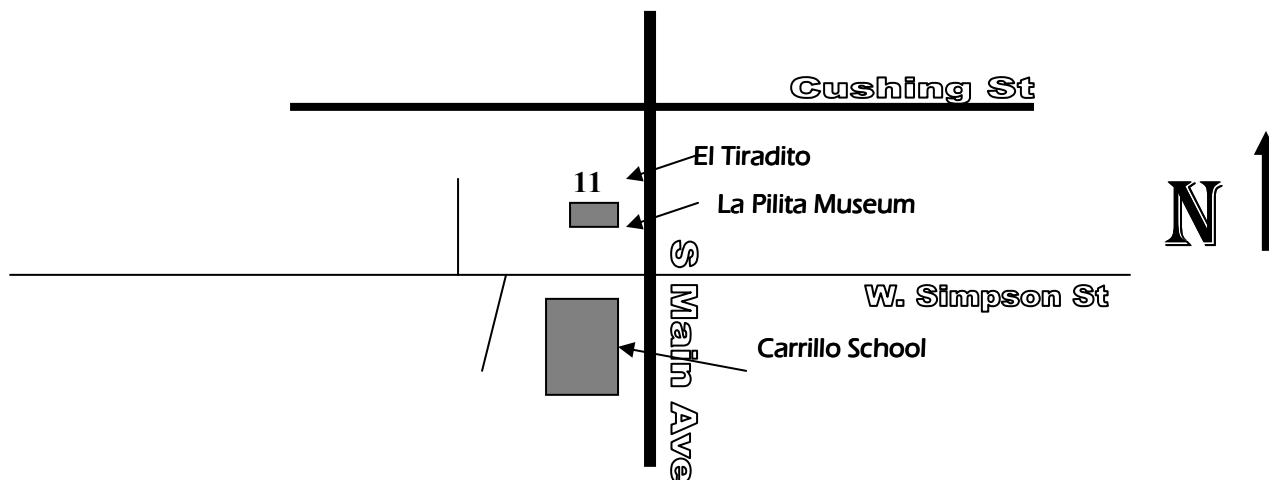 Cushing St
El Tiradito
11
La Pilita Museum
N
S Main Ave
W. Simpson St
Carrillo School